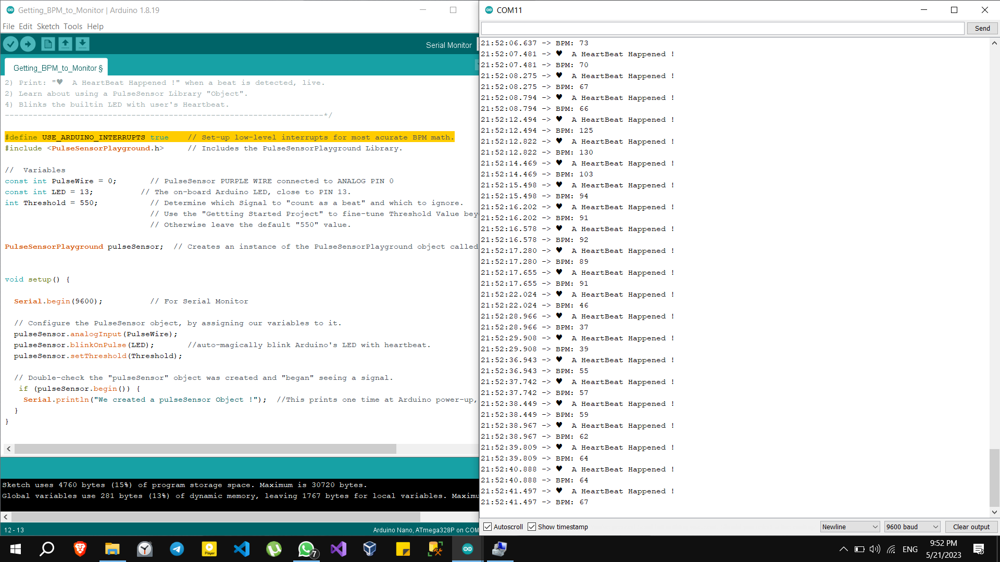 Getting_BPM_to_Monitor | Arduino 1.8.19
File Edit Sketch Tools Help
Serial Monitor
Getting_BPM_to_Monitor §
2) Print: "♥  A HeartBeat Happened !" when a beat is detected, live.
2) Learn about using a PulseSensor Library "Object".
4) Blinks the builtin LED with user's Heartbeat.
--------------------------------------------------------------------*/
#define USE_ARDUINO_INTERRUPTS true    // Set-up low-level interrupts for most acurate BPM math.
#include <PulseSensorPlayground.h>     // Includes the PulseSensorPlayground Library.
//  Variables
const int PulseWire = 0;       // PulseSensor PURPLE WIRE connected to ANALOG PIN 0
const int LED = 13;          // The on-board Arduino LED, close to PIN 13.
int Threshold = 550;           // Determine which Signal to "count as a beat" and which to ignore.
// Use the "Gettting Started Project" to fine-tune Threshold Value bey
// Otherwise leave the default "550" value.
PulseSensorPlayground pulseSensor;  // Creates an instance of the PulseSensorPlayground object called
void setup() {
Serial.begin(9600);          // For Serial Monitor
// Configure the PulseSensor object, by assigning our variables to it.
pulseSensor.analogInput(PulseWire);
pulseSensor.blinkOnPulse(LED);       //auto-magically blink Arduino's LED with heartbeat.
pulseSensor.setThreshold(Threshold);
// Double-check the "pulseSensor" object was created and "began" seeing a signal.
if (pulseSensor.begin()) {
Serial.println("We created a pulseSensor Object !");  //This prints one time at Arduino power-up,
}
}
Sketch uses 4760 bytes (15%) of program storage space. Maximum is 30720 bytes.
Global variables use 281 bytes (13%) of dynamic memory, leaving 1767 bytes for local variables. Maximu
12 - 13
Arduino Nano, ATmega328P on COM
COM11
Send
21:52:06.637 -> BPM: 73
21:52:07.481 -> ♥  A HeartBeat Happened !
21:52:07.481 -> BPM: 70
21:52:08.275 -> ♥  A HeartBeat Happened !
21:52:08.275 -> BPM: 67
21:52:08.794 -> ♥  A HeartBeat Happened !
21:52:08.794 -> BPM: 66
21:52:12.494 -> ♥  A HeartBeat Happened !
21:52:12.494 -> BPM: 125
21:52:12.822 -> ♥  A HeartBeat Happened !
21:52:12.822 -> BPM: 130
21:52:14.469 -> ♥  A HeartBeat Happened !
21:52:14.469 -> BPM: 103
21:52:15.498 -> ♥  A HeartBeat Happened !
21:52:15.498 -> BPM: 94
21:52:16.202 -> ♥  A HeartBeat Happened !
21:52:16.202 -> BPM: 91
21:52:16.578 -> ♥  A HeartBeat Happened !
21:52:16.578 -> BPM: 92
21:52:17.280 -> ♥  A HeartBeat Happened !
21:52:17.280 -> BPM: 89
21:52:17.655 -> ♥  A HeartBeat Happened !
21:52:17.655 -> BPM: 91
21:52:22.024 -> ♥  A HeartBeat Happened !
21:52:22.024 -> BPM: 46
21:52:28.966 -> ♥  A HeartBeat Happened !
21:52:28.966 -> BPM: 37
21:52:29.908 -> ♥  A HeartBeat Happened !
21:52:29.908 -> BPM: 39
21:52:36.943 -> ♥  A HeartBeat Happened !
21:52:36.943 -> BPM: 55
21:52:37.742 -> ♥  A HeartBeat Happened !
21:52:37.742 -> BPM: 57
21:52:38.449 -> ♥  A HeartBeat Happened !
21:52:38.449 -> BPM: 59
21:52:38.967 -> ♥  A HeartBeat Happened !
21:52:38.967 -> BPM: 62
21:52:39.809 -> ♥  A HeartBeat Happened !
21:52:39.809 -> BPM: 64
21:52:40.888 -> ♥  A HeartBeat Happened !
21:52:40.888 -> BPM: 64
21:52:41.497 -> ♥  A HeartBeat Happened !
21:52:41.497 -> BPM: 67
Autoscroll Show timestamp Newline 9600 baud Clear output
Player
7
ENG
9:52 PM
5/21/2023